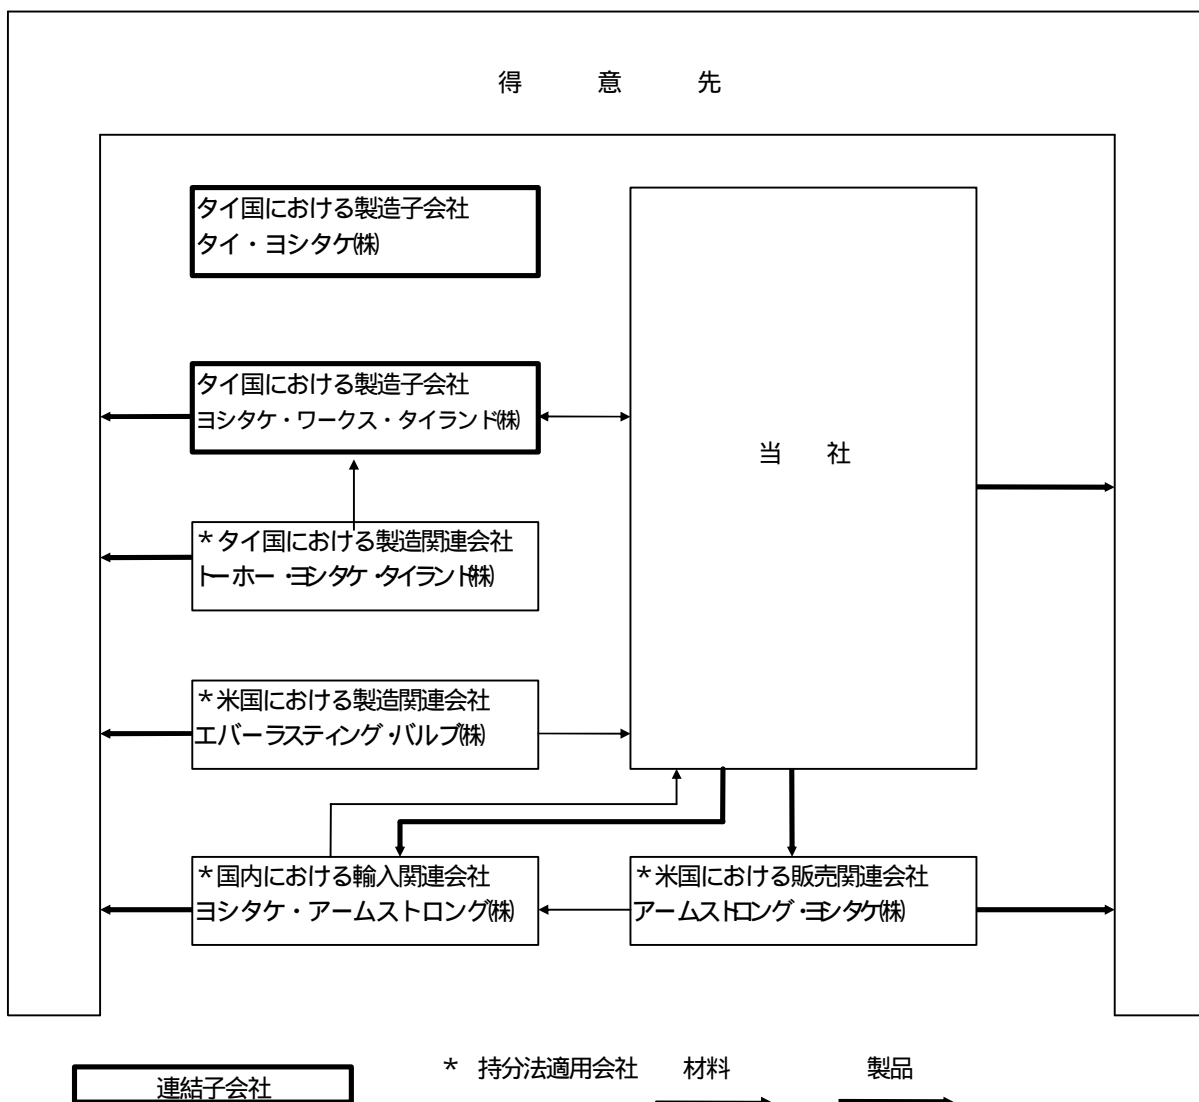 得 意 先
タイ国における製造子会社
タイ・ヨシタケ㈱
タイ国における製造子会社
ヨシタケ・ワークス・タイランド㈱
当 社
*タイ国における製造関連会社
トーホー・ヨシタケ・タイランド㈱
*米国における製造関連会社
エバーラスティング・バルブ㈱
*国内における輸入関連会社
ヨシタケ・アームストロング㈱
*米国における販売関連会社
アームストロング・ヨシタケ㈱
連結子会社
* 持分法適用会社 材料 製品